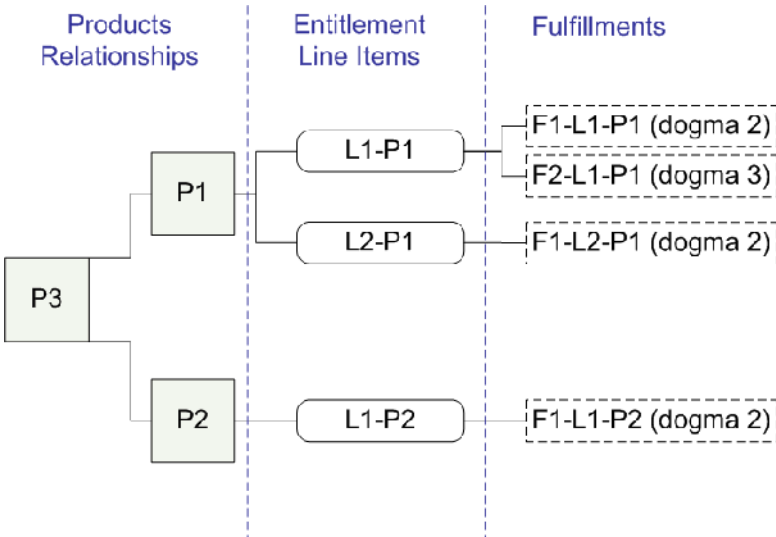 Products
Relationships
Entitlement
Line Items
Fulfillments
P3
P1
P2
L1-P1
L2-P1
L1-P2
F1-L1-P1 (dogma 2)
F2-L1-P1 (dogma 3)
F1-L2-P1 (dogma 2)
F1-L1-P2 (dogma 2)